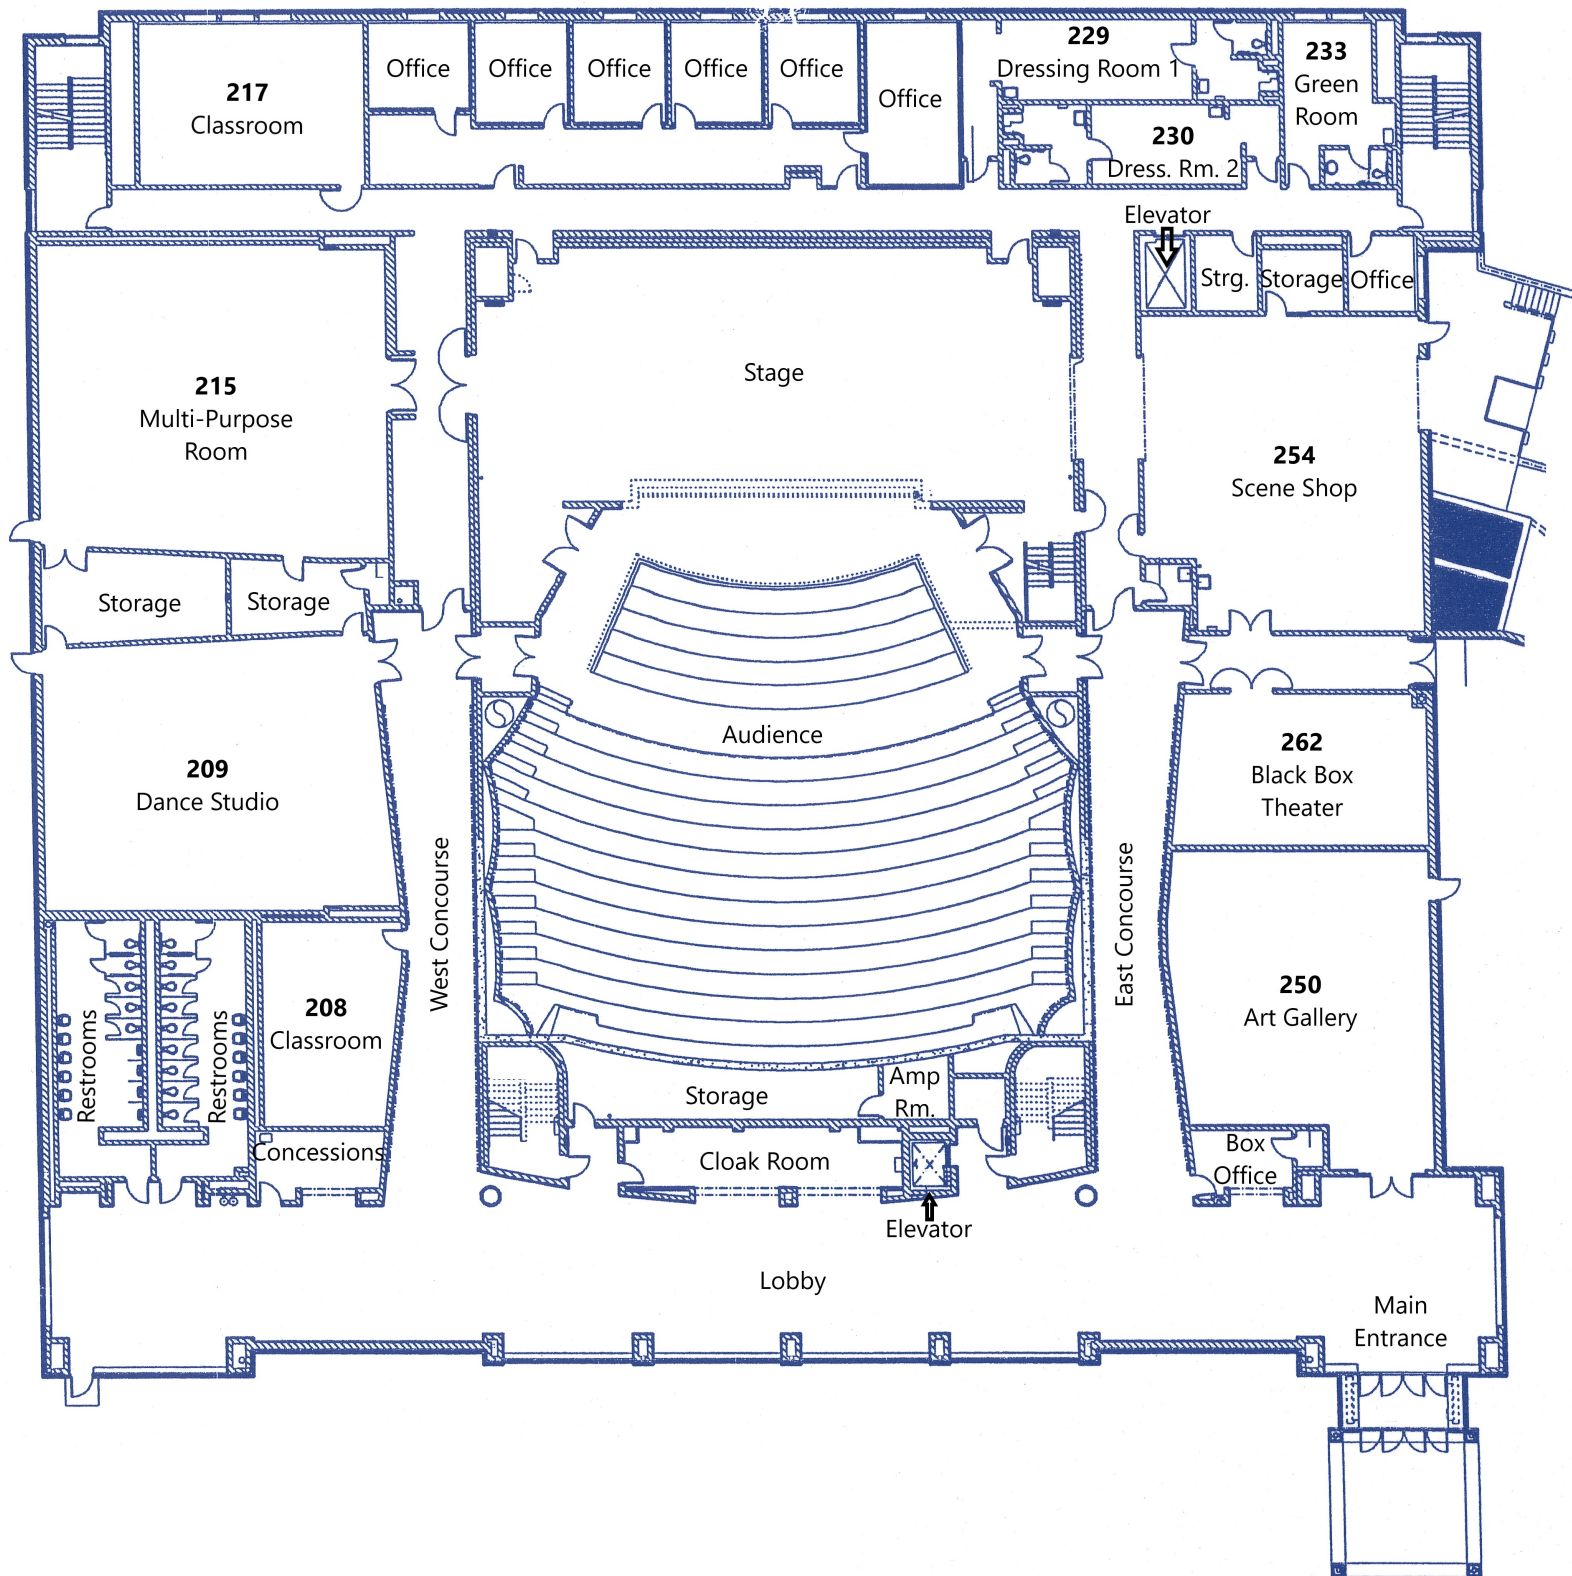 217
Classroom
Office
Office
Office
Office
Office
Office
229
Dressing Room 1
230
Dress. Rm. 2
233
Green
Room
Elevator
Strg.
Storage
Office
215
Multi-Purpose
Room
Stage
254
Scene Shop
Storage
Storage
Audience
209
Dance Studio
262
Black Box
Theater
West Concourse
East Concourse
250
Art Gallery
Restrooms
Restrooms
208
Classroom
Storage
Amp
Rm.
Concessions
Cloak Room
Box
Office
Elevator
Lobby
Main
Entrance